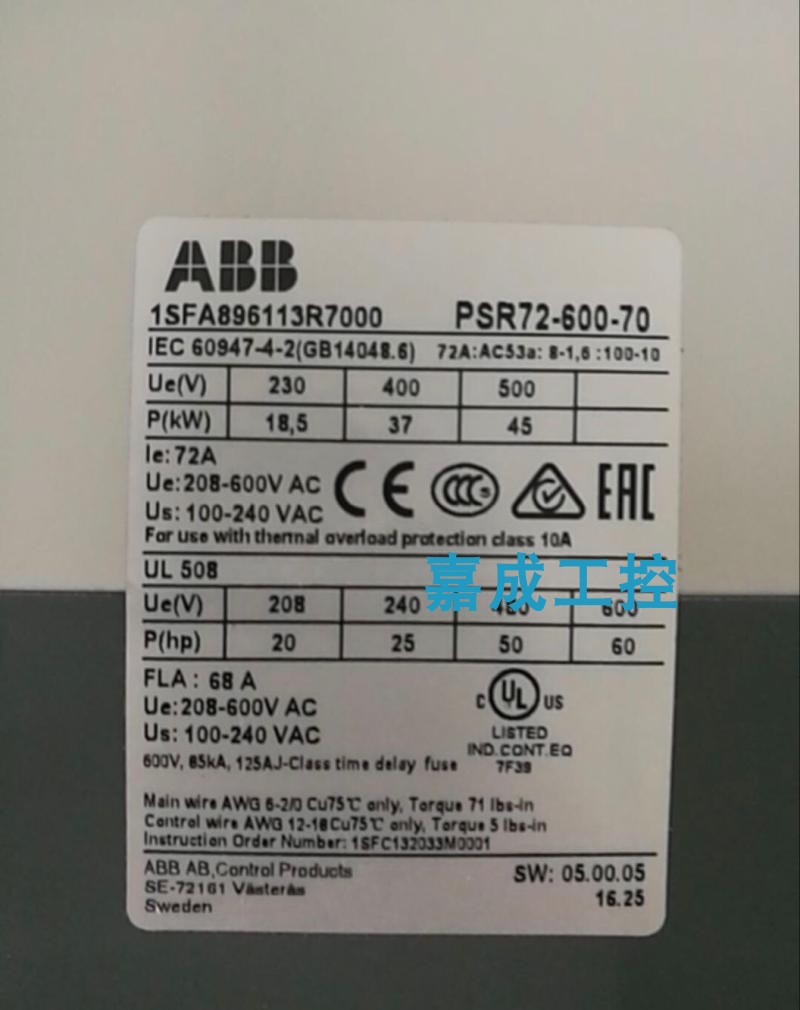 ABB
1SFA896113R7000 PSR72-600-70
IEC 60947-4-2(GB14048.6) 72A:AC53a: 8-1,6 :100-10
Ue(V) 230 400 500
P(kW) 18,5 37 45
Ie: 72A
Ue: 208-600V AC
Us: 100-240 VAC
CE CCC EAC
For use with thermal overload protection class 10A
UL 508
嘉成工控
Ue(V) 208 240 480 600
P(hp) 20 25 50 60
FLA : 68 A
Ue: 208-600V AC
Us: 100-240 VAC
C UL US
LISTED
IND.CONT.EQ
7F39
600V, 85kA, 125AJ-Class time delay fuse
Main wire AWG 6-2/0 Cu75℃ only, Torque 71 lbs-in
Control wire AWG 12-18 Cu75℃ only, Torque 5 lbs-in
Instruction Order Number: 1SFC132033M0001
ABB AB,Control Products
SE-72161 Västerås
Sweden
SW: 05.00.05
16.25